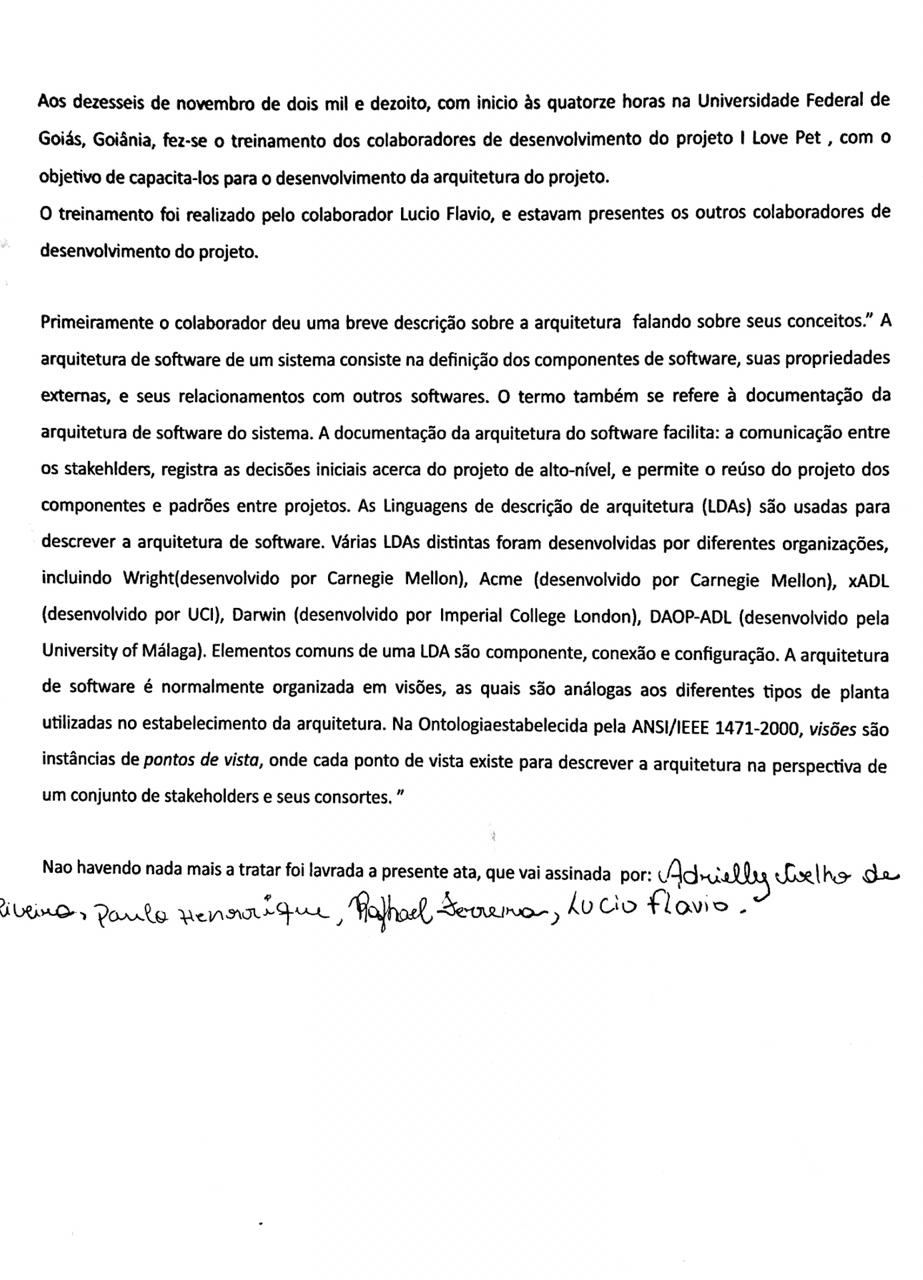 Aos dezesseis de novembro de dois mil e dezoito, com inicio às quatorze horas na Universidade Federal de
Goiás, Goiânia, fez-se o treinamento dos colaboradores de desenvolvimento do projeto I Love Pet , com o
objetivo de capacita-los para o desenvolvimento da arquitetura do projeto.
O treinamento foi realizado pelo colaborador Lucio Flavio, e estavam presentes os outros colaboradores de
desenvolvimento do projeto.
Primeiramente o colaborador deu uma breve descrição sobre a arquitetura falando sobre seus conceitos.” A
arquitetura de software de um sistema consiste na definição dos componentes de software, suas propriedades
externas, e seus relacionamentos com outros softwares. O termo também se refere à documentação da
arquitetura de software do sistema. A documentação da arquitetura do software facilita: a comunicação entre
os stakehlders, registra as decisões iniciais acerca do projeto de alto-nível, e permite o reúso do projeto dos
componentes e padrões entre projetos. As Linguagens de descrição de arquitetura (LDAs) são usadas para
descrever a arquitetura de software. Várias LDAs distintas foram desenvolvidas por diferentes organizações,
incluindo Wright(desenvolvido por Carnegie Mellon), Acme (desenvolvido por Carnegie Mellon), xADL
(desenvolvido por UCI), Darwin (desenvolvido por Imperial College London), DAOP-ADL (desenvolvido pela
University of Málaga). Elementos comuns de uma LDA são componente, conexão e configuração. A arquitetura
de software é normalmente organizada em visões, as quais são análogas aos diferentes tipos de planta
utilizadas no estabelecimento da arquitetura. Na Ontologiaestabelecida pela ANSI/IEEE 1471-2000, visões são
instâncias de pontos de vista, onde cada ponto de vista existe para descrever a arquitetura na perspectiva de
um conjunto de stakeholders e seus consortes. ”
Nao havendo nada mais a tratar foi lavrada a presente ata, que vai assinada por: Adrielly Coelho de
Ribeiro, Paulo Henrrique, Raphael Ferreira, Lucio flavio.